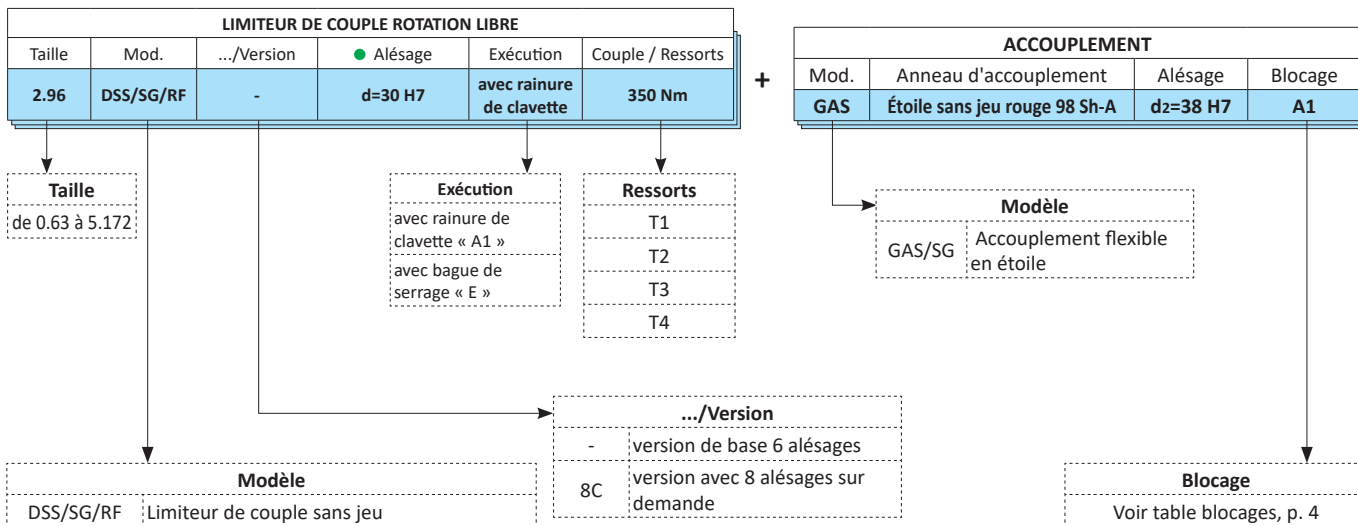 LIMITEUR DE COUPLE ROTATION LIBRE
Taille Mod. .../Version Alésage Exécution Couple / Ressorts
2.96 DSS/SG/RF - d=30 H7 avec rainure de clavette 350 Nm
+
ACCOUPLEMENT
Mod. Anneau d'accouplement Alésage Blocage
GAS Étoile sans jeu rouge 98 Sh-A d2=38 H7 A1
Taille
de 0.63 à 5.172
Exécution
avec rainure de
clavette « A1 »
avec bague de
serrage « E »
Ressorts
T1
T2
T3
T4
Modèle
GAS/SG Accouplement flexible
en étoile
.../Version
- version de base 6 alésages
8C version avec 8 alésages sur
demande
Modèle
DSS/SG/RF Limiteur de couple sans jeu
Blocage
Voir table blocages, p. 4